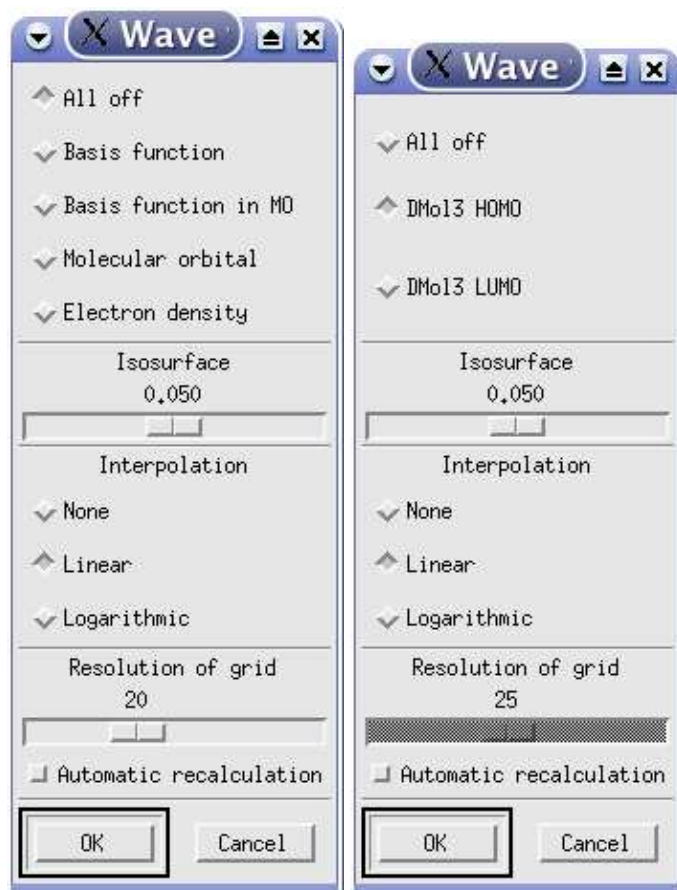 Wave
All off
Basis function
Basis function in MO
Molecular orbital
Electron density
Isosurface
0.050
Interpolation
None
Linear
Logarithmic
Resolution of grid
20
Automatic recalculation
OK Cancel
Wave
All off
DMol3 HOMO
DMol3 LUMO
Isosurface
0.050
Interpolation
None
Linear
Logarithmic
Resolution of grid
25
Automatic recalculation
OK Cancel